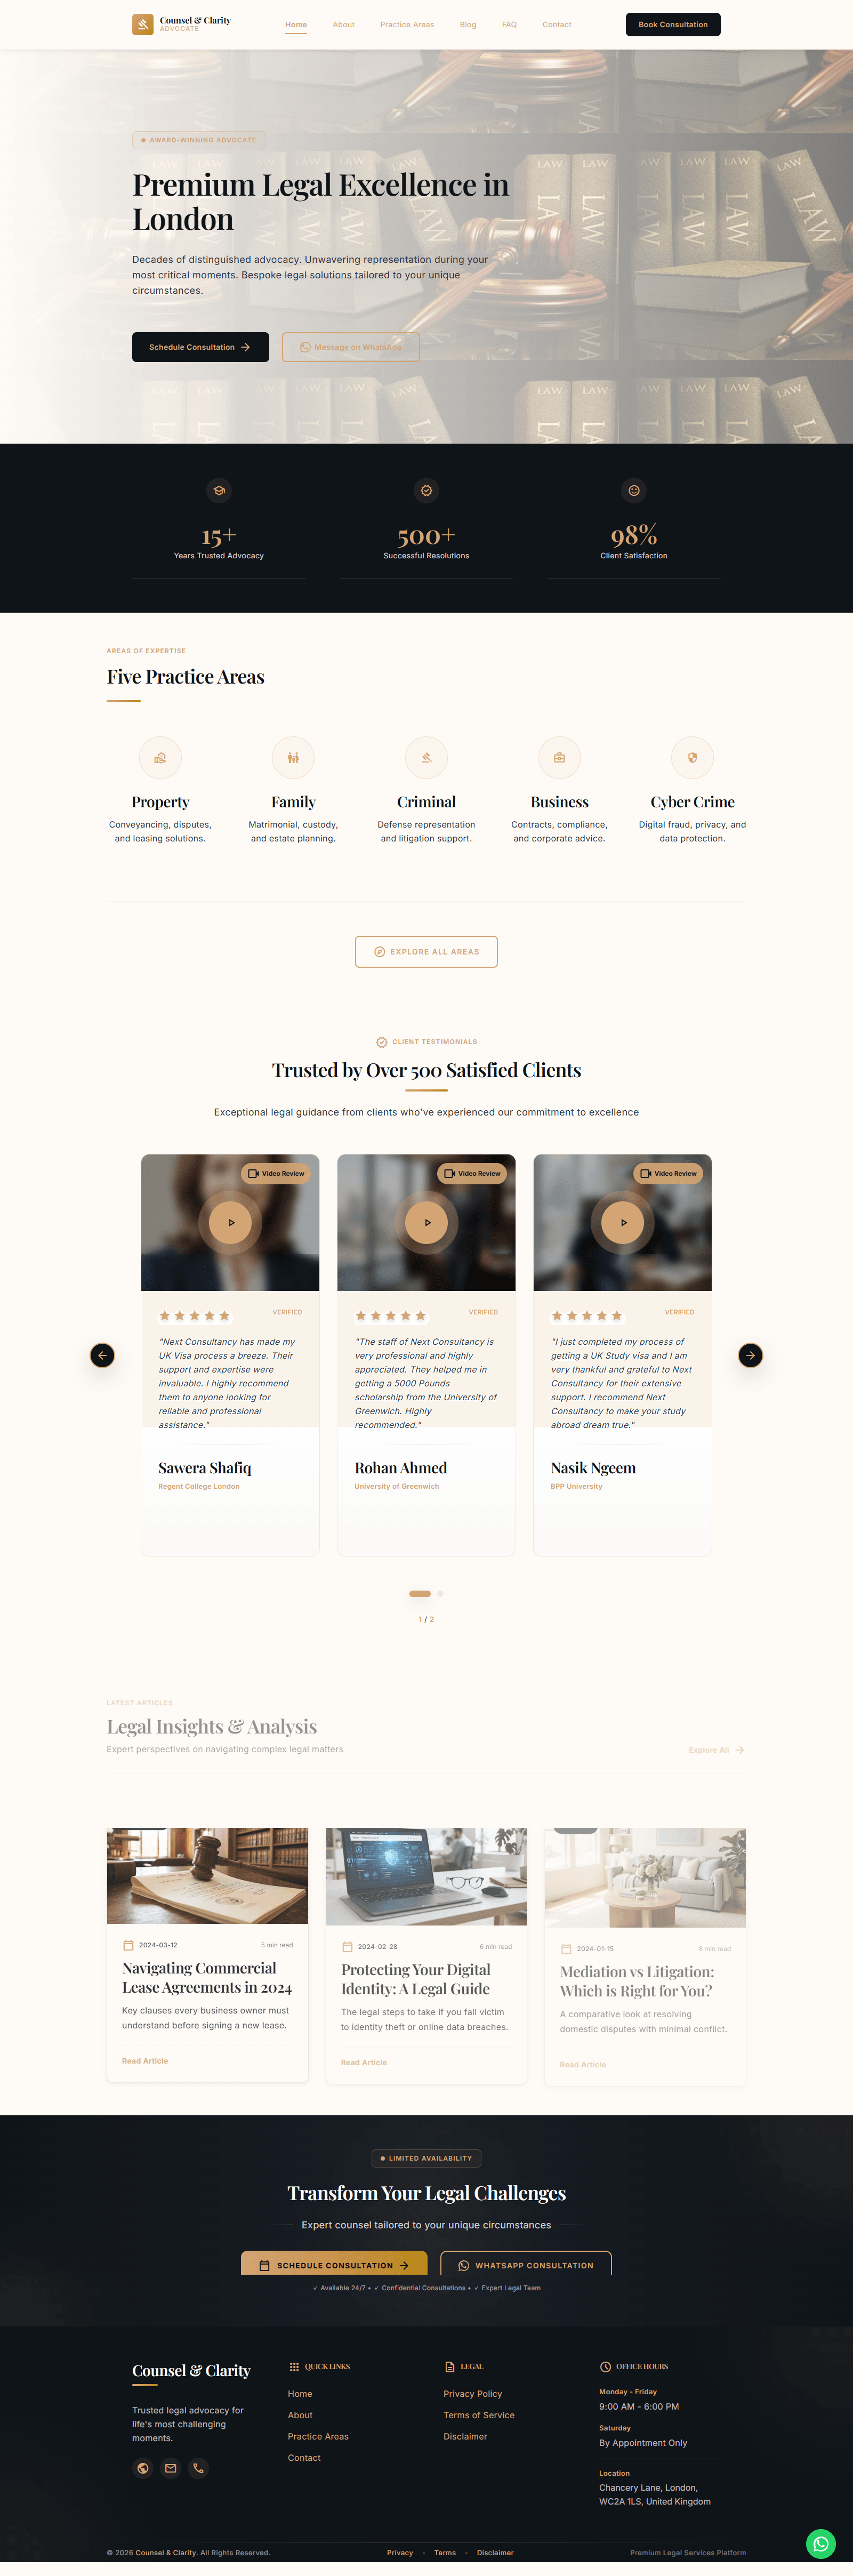 Counsel & Clarity
ADVOCATE
Home
About
Practice Areas
Blog
FAQ
Contact
Book Consultation
AWARD-WINNING ADVOCATE
Premium Legal Excellence in
London
Decades of distinguished advocacy. Unwavering representation during your
most critical moments. Bespoke legal solutions tailored to your unique
circumstances.
Schedule Consultation
Message on WhatsApp
LAW
LAW
LAW
LAW
LAW
LAW
15+
Years Trusted Advocacy
500+
Successful Resolutions
98%
Client Satisfaction
AREAS OF EXPERTISE
Five Practice Areas
Property
Conveyancing, disputes,
and leasing solutions.
Family
Matrimonial, custody,
and estate planning.
Criminal
Defense representation
and litigation support.
Business
Contracts, compliance,
and corporate advice.
Cyber Crime
Digital fraud, privacy, and
data protection.
EXPLORE ALL AREAS
CLIENT TESTIMONIALS
Trusted by Over 500 Satisfied Clients
Exceptional legal guidance from clients who've experienced our commitment to excellence
Video Review
VERIFIED
"Next Consultancy has made my
UK Visa process a breeze. Their
support and expertise were
invaluable. I highly recommend
them to anyone looking for
reliable and professional
assistance."
Sawera Shafiq
Regent College London
Video Review
VERIFIED
"The staff of Next Consultancy is
very professional and highly
appreciated. They helped me in
getting a 5000 Pounds
scholarship from the University of
Greenwich. Highly
recommended."
Rohan Ahmed
University of Greenwich
Video Review
VERIFIED
"I just completed my process of
getting a UK Study visa and I am
very thankful and grateful to Next
Consultancy for their extensive
support. I recommend Next
Consultancy to make your study
abroad dream true."
Nasik Ngeem
BPP University
1 / 2
LATEST ARTICLES
Legal Insights & Analysis
Expert perspectives on navigating complex legal matters
Explore All
2024-03-12
5 min read
Navigating Commercial
Lease Agreements in 2024
Key clauses every business owner must
understand before signing a new lease.
Read Article
2024-02-28
6 min read
Protecting Your Digital
Identity: A Legal Guide
The legal steps to take if you fall victim
to identity theft or online data breaches.
Read Article
2024-01-15
8 min read
Mediation vs Litigation:
Which is Right for You?
A comparative look at resolving
domestic disputes with minimal conflict.
Read Article
LIMITED AVAILABILITY
Transform Your Legal Challenges
Expert counsel tailored to your unique circumstances
SCHEDULE CONSULTATION
WHATSAPP CONSULTATION
✓ Available 24/7 • ✓ Confidential Consultations • ✓ Expert Legal Team
Counsel & Clarity
Trusted legal advocacy for
life's most challenging
moments.
QUICK LINKS
Home
About
Practice Areas
Contact
LEGAL
Privacy Policy
Terms of Service
Disclaimer
OFFICE HOURS
Monday - Friday
9:00 AM - 6:00 PM
Saturday
By Appointment Only
Location
Chancery Lane, London,
WC2A 1LS, United Kingdom
© 2026 Counsel & Clarity. All Rights Reserved.
Privacy • Terms • Disclaimer
Premium Legal Services Platform